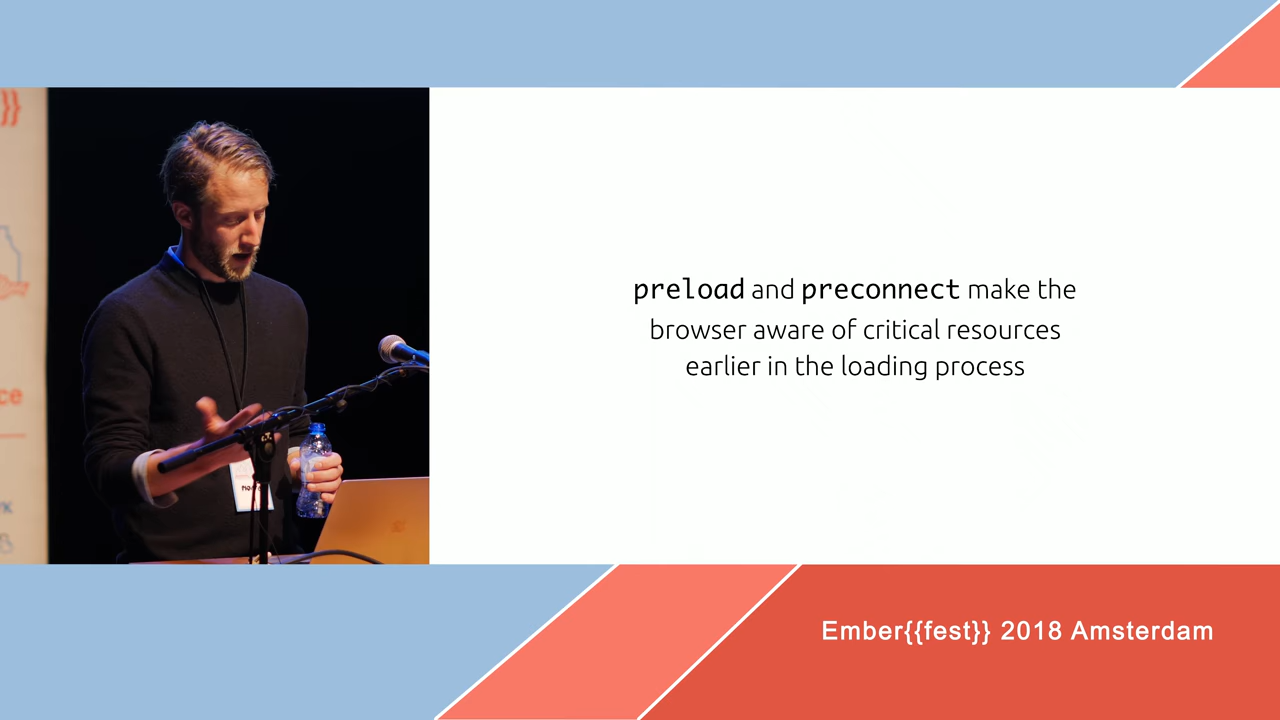 }}
ce
preload and preconnect make the
browser aware of critical resources
earlier in the loading process
Ember{{fest}} 2018 Amsterdam